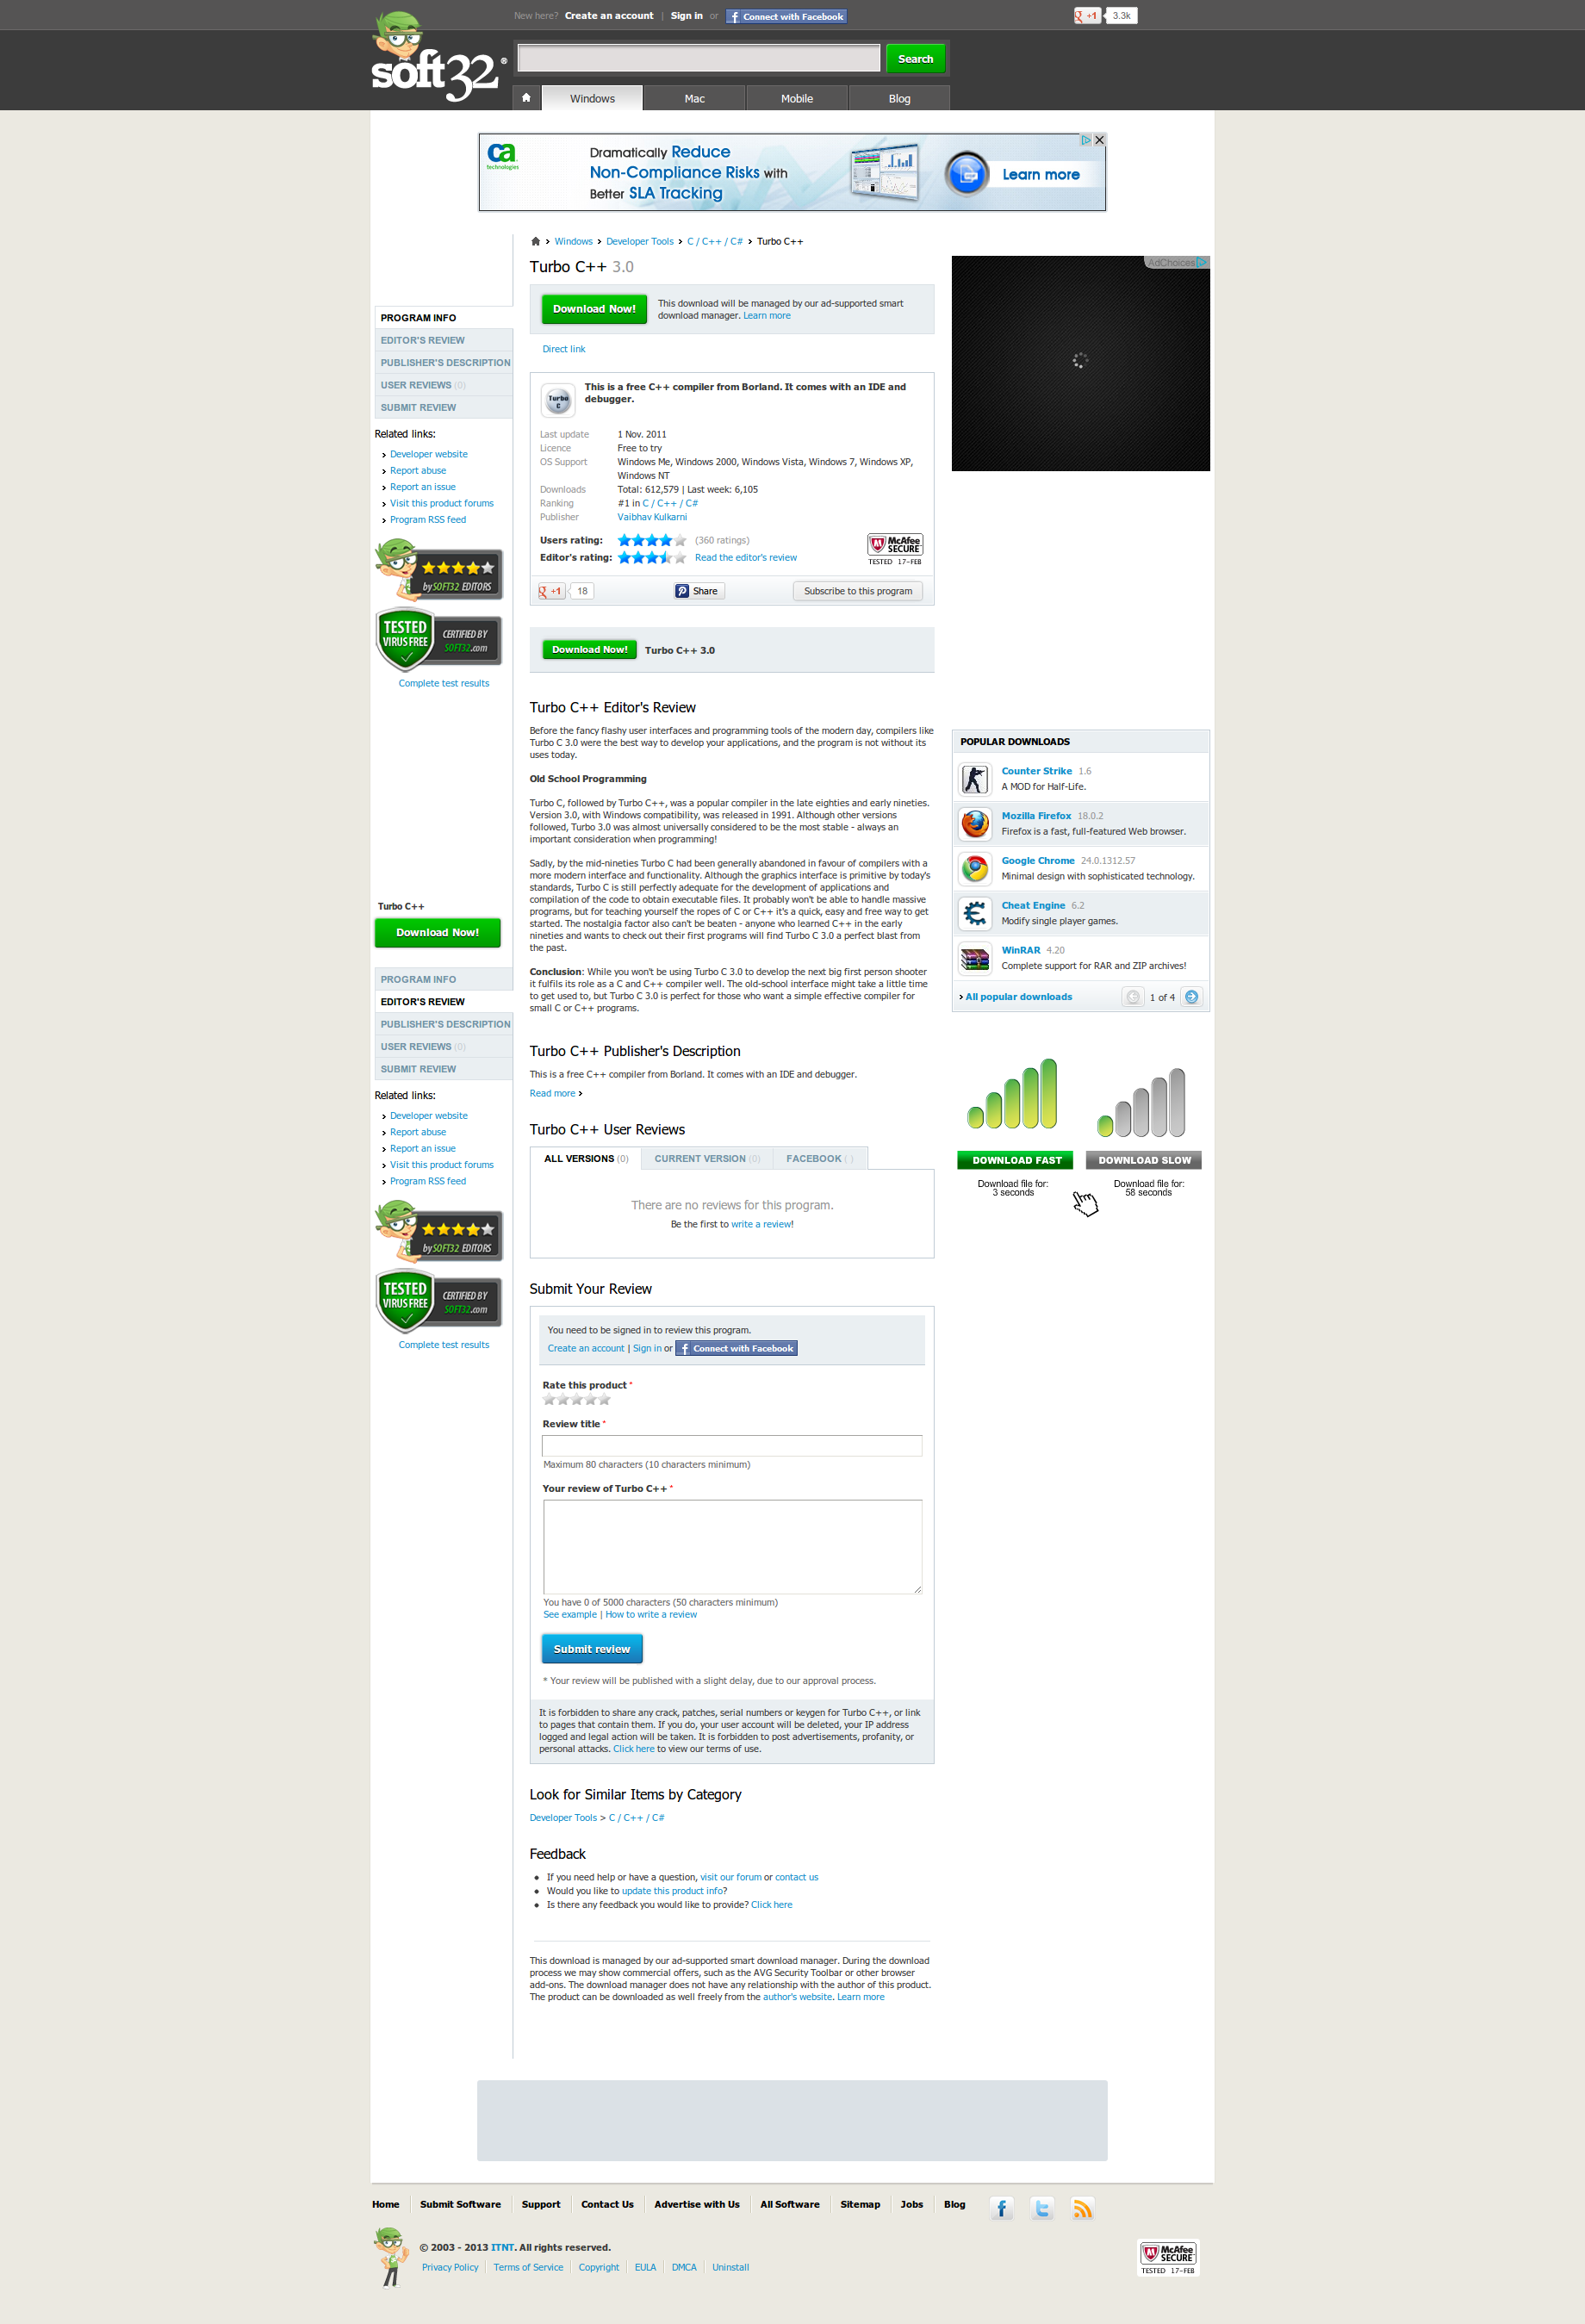 New here? Create an account | Sign in or Connect with Facebook
+1 3.3k
soft32®
Search
Windows Mac Mobile Blog
ca technologies
Dramatically Reduce
Non-Compliance Risks with
Better SLA Tracking
Learn more
Windows Developer Tools C / C++ / C# Turbo C++
Turbo C++ 3.0
Download Now!
This download will be managed by our ad-supported smart
download manager. Learn more
Direct link
AdChoices
PROGRAM INFO
EDITOR'S REVIEW
PUBLISHER'S DESCRIPTION
USER REVIEWS (0)
SUBMIT REVIEW
Related links:
Developer website
Report abuse
Report an issue
Visit this product forums
Program RSS feed
by SOFT32 EDITORS
TESTED
VIRUS FREE
CERTIFIED BY
SOFT32.com
Complete test results
Turbo C
This is a free C++ compiler from Borland. It comes with an IDE and
debugger.
Last update 1 Nov. 2011
Licence Free to try
OS Support Windows Me, Windows 2000, Windows Vista, Windows 7, Windows XP,
Windows NT
Downloads Total: 612,579 | Last week: 6,105
Ranking #1 in C / C++ / C#
Publisher Vaibhav Kulkarni
Users rating: (360 ratings)
Editor's rating: Read the editor's review
McAfee
SECURE
TESTED 17-FEB
+1 18
Share
Subscribe to this program
Download Now! Turbo C++ 3.0
Turbo C++ Editor's Review
Before the fancy flashy user interfaces and programming tools of the modern day, compilers like
Turbo C 3.0 were the best way to develop your applications, and the program is not without its
uses today.
Old School Programming
Turbo C, followed by Turbo C++, was a popular compiler in the late eighties and early nineties.
Version 3.0, with Windows compatibility, was released in 1991. Although other versions
followed, Turbo 3.0 was almost universally considered to be the most stable - always an
important consideration when programming!
Sadly, by the mid-nineties Turbo C had been generally abandoned in favour of compilers with a
more modern interface and functionality. Although the graphics interface is primitive by today's
standards, Turbo C is still perfectly adequate for the development of applications and
compilation of the code to obtain executable files. It probably won't be able to handle massive
programs, but for teaching yourself the ropes of C or C++ it's a quick, easy and free way to get
started. The nostalgia factor also can't be beaten - anyone who learned C++ in the early
nineties and wants to check out their first programs will find Turbo C 3.0 a perfect blast from
the past.
Conclusion: While you won't be using Turbo C 3.0 to develop the next big first person shooter
it fulfils its role as a C and C++ compiler well. The old-school interface might take a little time
to get used to, but Turbo C 3.0 is perfect for those who want a simple effective compiler for
small C or C++ programs.
POPULAR DOWNLOADS
Counter Strike 1.6
A MOD for Half-Life.
Mozilla Firefox 18.0.2
Firefox is a fast, full-featured Web browser.
Google Chrome 24.0.1312.57
Minimal design with sophisticated technology.
Cheat Engine 6.2
Modify single player games.
WinRAR 4.20
Complete support for RAR and ZIP archives!
All popular downloads 1 of 4
Turbo C++
Download Now!
PROGRAM INFO
EDITOR'S REVIEW
PUBLISHER'S DESCRIPTION
USER REVIEWS (0)
SUBMIT REVIEW
Related links:
Developer website
Report abuse
Report an issue
Visit this product forums
Program RSS feed
by SOFT32 EDITORS
TESTED
VIRUS FREE
CERTIFIED BY
SOFT32.com
Complete test results
Turbo C++ Publisher's Description
This is a free C++ compiler from Borland. It comes with an IDE and debugger.
Read more
DOWNLOAD FAST DOWNLOAD SLOW
Download file for: Download file for:
3 seconds 58 seconds
Turbo C++ User Reviews
ALL VERSIONS (0) CURRENT VERSION (0) FACEBOOK ( )
There are no reviews for this program.
Be the first to write a review!
Submit Your Review
You need to be signed in to review this program.
Create an account | Sign in or Connect with Facebook
Rate this product *
Review title *
Maximum 80 characters (10 characters minimum)
Your review of Turbo C++ *
You have 0 of 5000 characters (50 characters minimum)
See example | How to write a review
Submit review
* Your review will be published with a slight delay, due to our approval process.
It is forbidden to share any crack, patches, serial numbers or keygen for Turbo C++, or link
to pages that contain them. If you do, your user account will be deleted, your IP address
logged and legal action will be taken. It is forbidden to post advertisements, profanity, or
personal attacks. Click here to view our terms of use.
Look for Similar Items by Category
Developer Tools > C / C++ / C#
Feedback
If you need help or have a question, visit our forum or contact us
Would you like to update this product info?
Is there any feedback you would like to provide? Click here
This download is managed by our ad-supported smart download manager. During the download
process we may show commercial offers, such as the AVG Security Toolbar or other browser
add-ons. The download manager does not have any relationship with the author of this product.
The product can be downloaded as well freely from the author's website. Learn more
Home Submit Software Support Contact Us Advertise with Us All Software Sitemap Jobs Blog
© 2003 - 2013 ITNT. All rights reserved.
Privacy Policy Terms of Service Copyright EULA DMCA Uninstall
McAfee
SECURE
TESTED 17-FEB